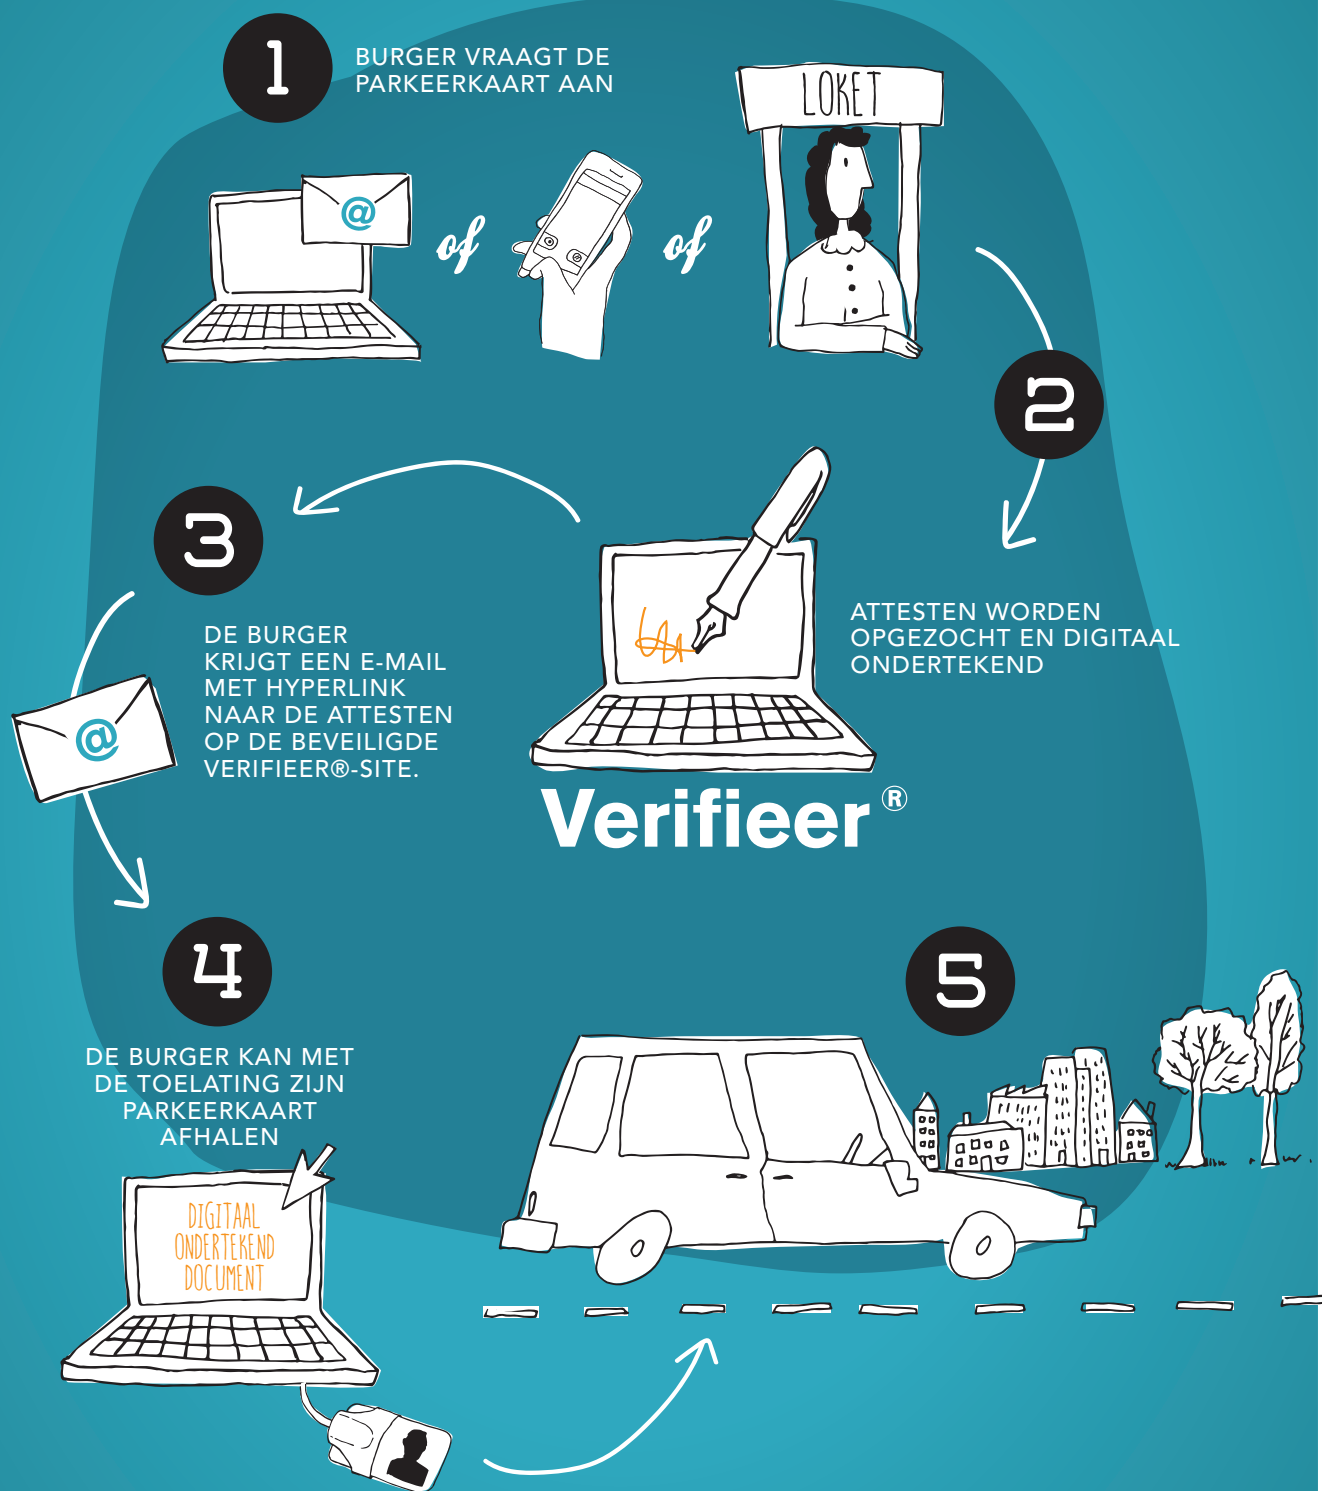 1
BURGER VRAAGT DE
PARKEERKAART AAN
LOKET
@
of
of
2
ATTESTEN WORDEN
OPGEZOCHT EN DIGITAAL
ONDERTEKEND
Verifieer®
3
DE BURGER
KRIJGT EEN E-MAIL
MET HYPERLINK
NAAR DE ATTESTEN
OP DE BEVEILIGDE
VERIFIEER®-SITE.
@
4
DE BURGER KAN MET
DE TOELATING ZIJN
PARKEERKAART
AFHALEN
DIGITAAL
ONDERTEKEND
DOCUMENT
5